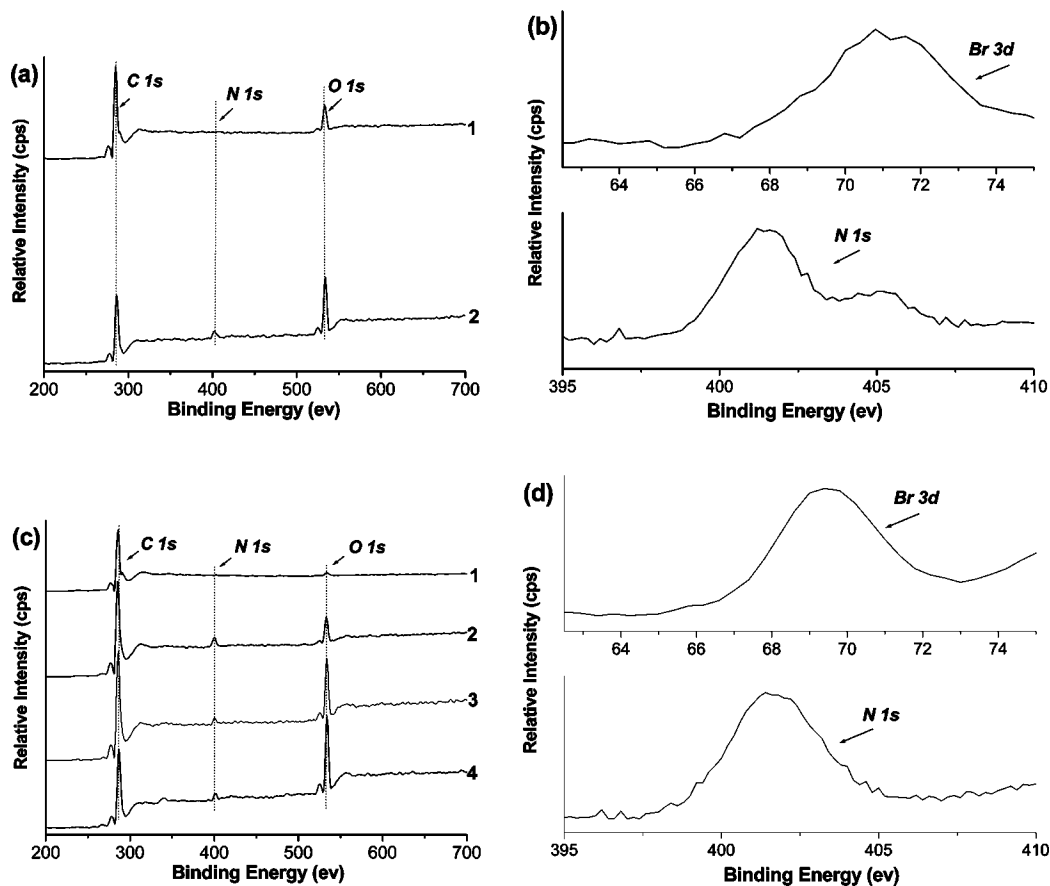 (a)
C 1s
N 1s
O 1s
1
2
Relative Intensity (cps)
200 300 400 500 600 700
Binding Energy (ev)
(b)
Br 3d
64 66 68 70 72 74
N 1s
Relative Intensity (cps)
395 400 405 410
Binding Energy (ev)
(c)
C 1s
N 1s
O 1s
1
2
3
4
Relative Intensity (cps)
200 300 400 500 600 700
Binding Energy (ev)
(d)
Br 3d
64 66 68 70 72 74
N 1s
Relative Intensity (cps)
395 400 405 410
Binding Energy (ev)